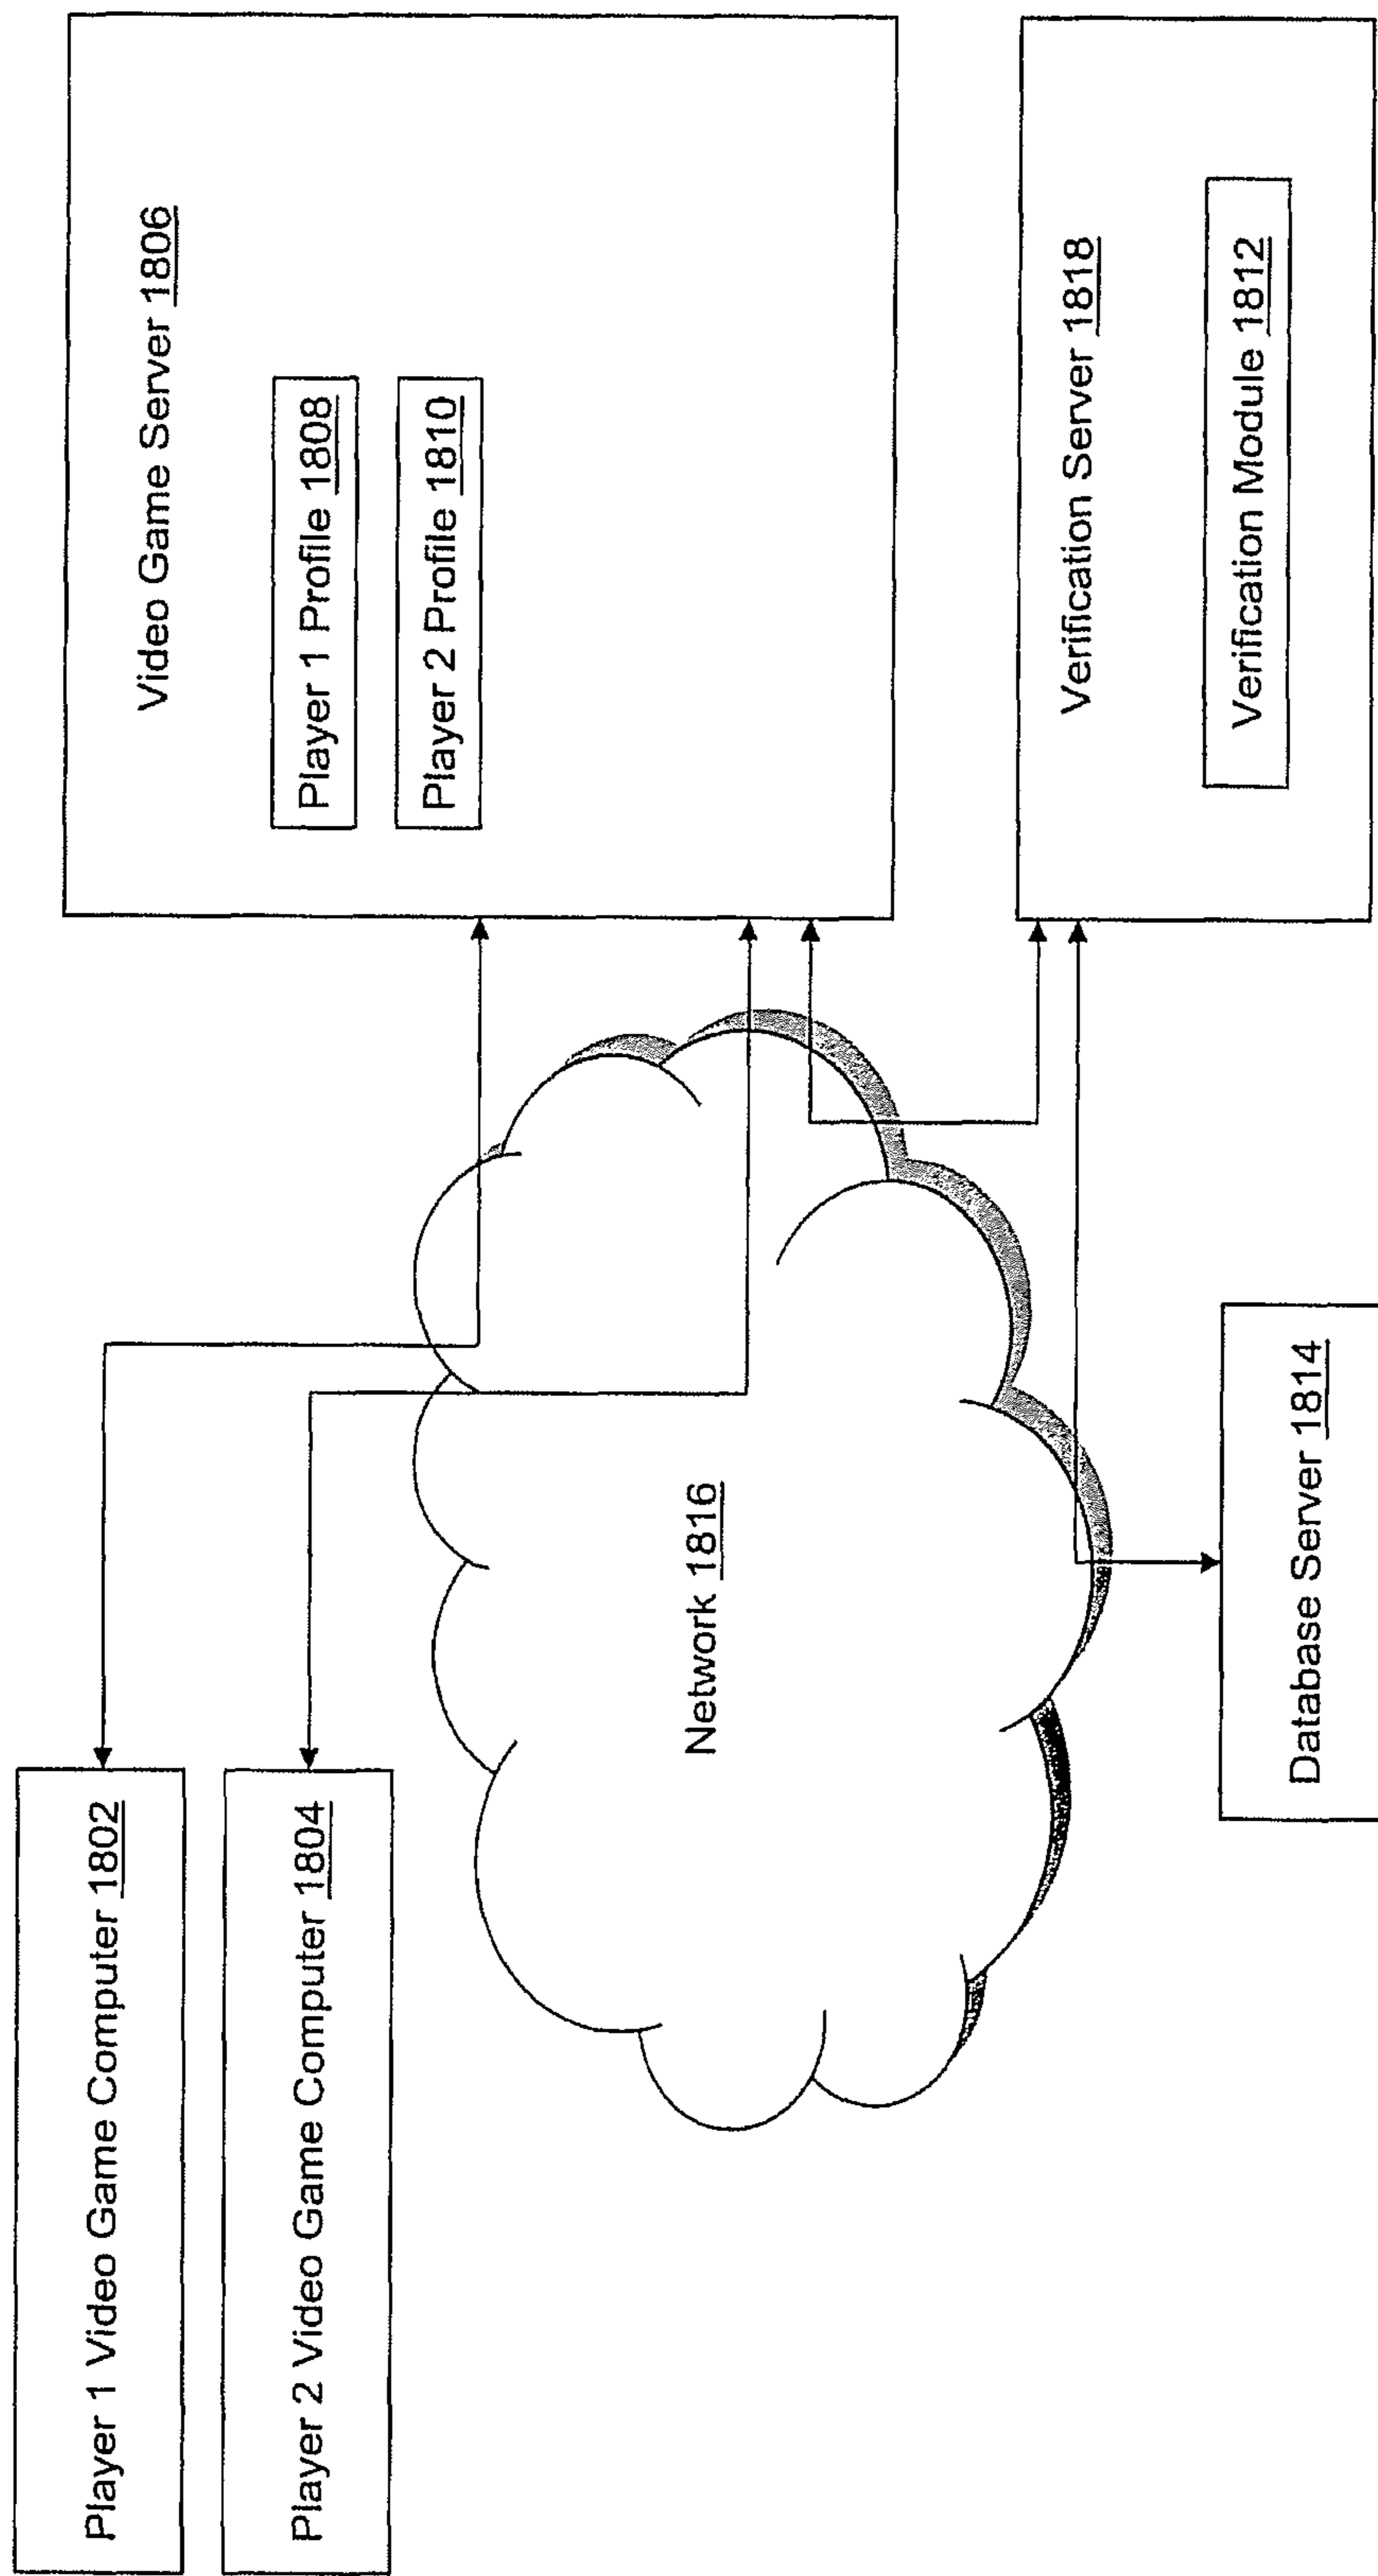 Player 1 Video Game Computer 1802
Player 2 Video Game Computer 1804
Network 1816
Database Server 1814
Video Game Server 1806
Player 1 Profile 1808
Player 2 Profile 1810
Verification Server 1818
Verification Module 1812